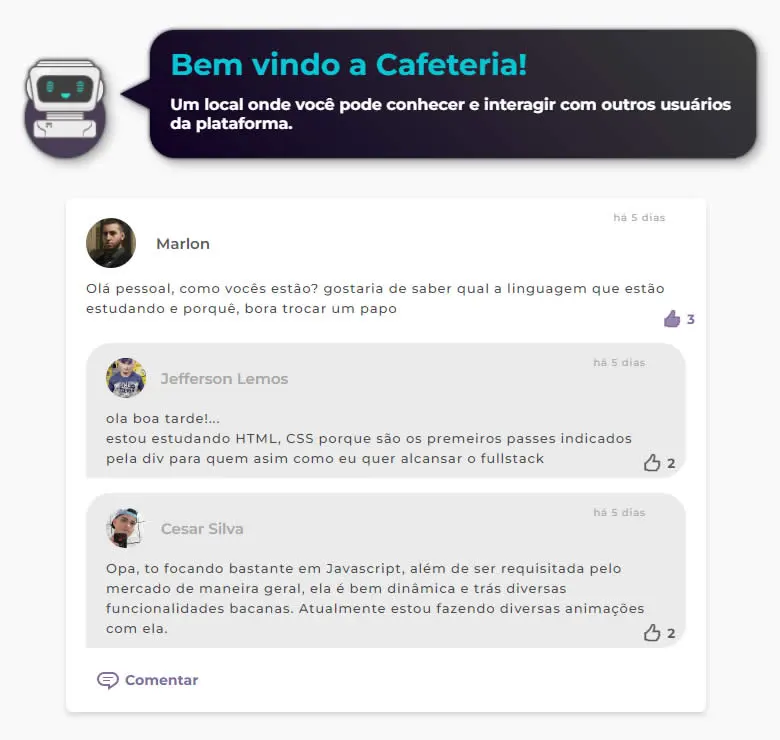 Bem vindo a Cafeteria!
Um local onde você pode conhecer e interagir com outros usuários
da plataforma.
há 5 dias
Marlon
Olá pessoal, como vocês estão? gostaria de saber qual a linguagem que estão
estudando e porquê, bora trocar um papo
3
há 5 dias
Jefferson Lemos
ola boa tarde!...
estou estudando HTML, CSS porque são os premeiros passes indicados
pela div para quem asim como eu quer alcansar o fullstack
2
há 5 dias
Cesar Silva
Opa, to focando bastante em Javascript, além de ser requisitada pelo
mercado de maneira geral, ela é bem dinâmica e trás diversas
funcionalidades bacanas. Atualmente estou fazendo diversas animações
com ela.
2
Comentar